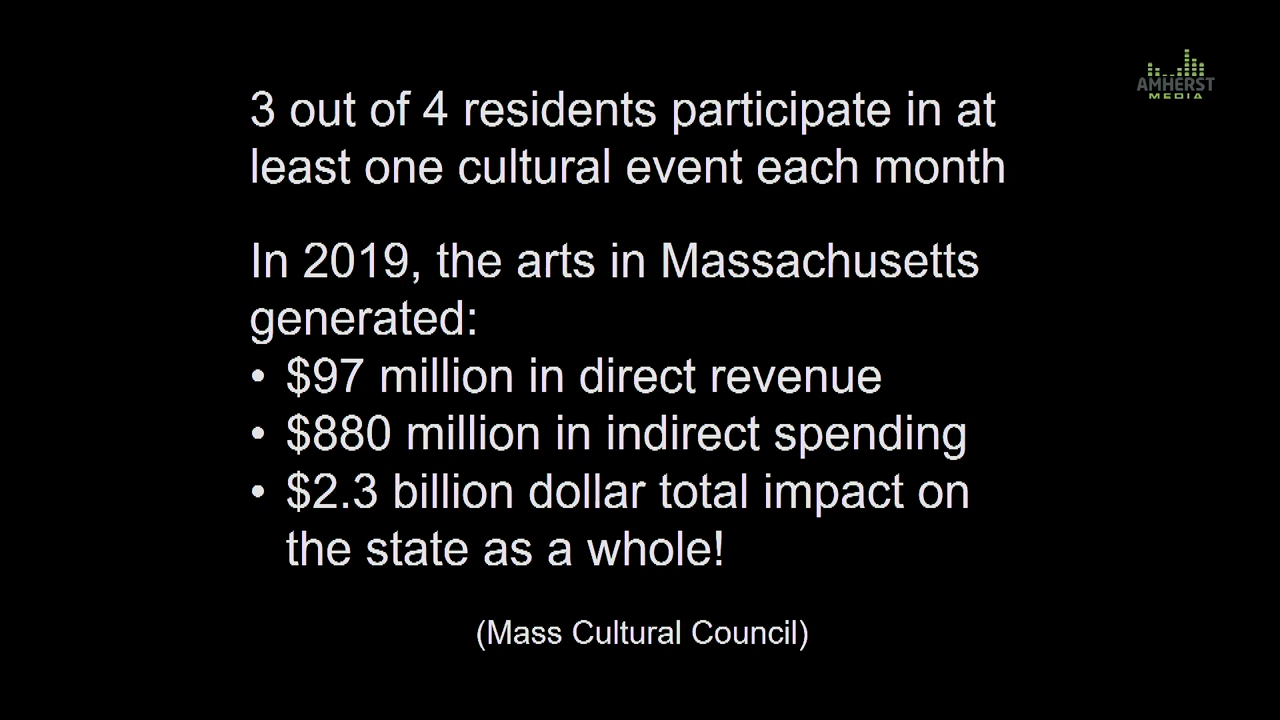 AMHERST
MEDIA
3 out of 4 residents participate in at
least one cultural event each month
In 2019, the arts in Massachusetts
generated:
• $97 million in direct revenue
• $880 million in indirect spending
• $2.3 billion dollar total impact on
the state as a whole!
(Mass Cultural Council)